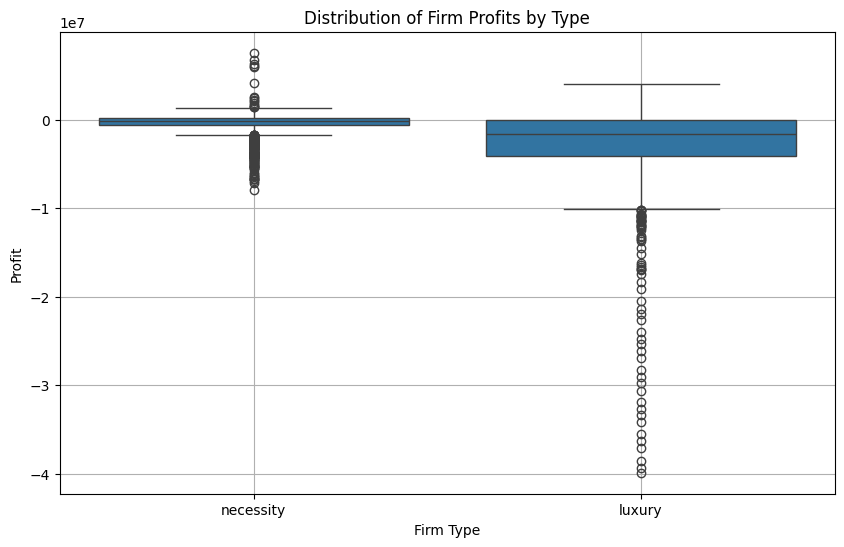 Distribution of Firm Profits by Type
1e7
0
−1
−2
−3
−4
Profit
necessity luxury
Firm Type